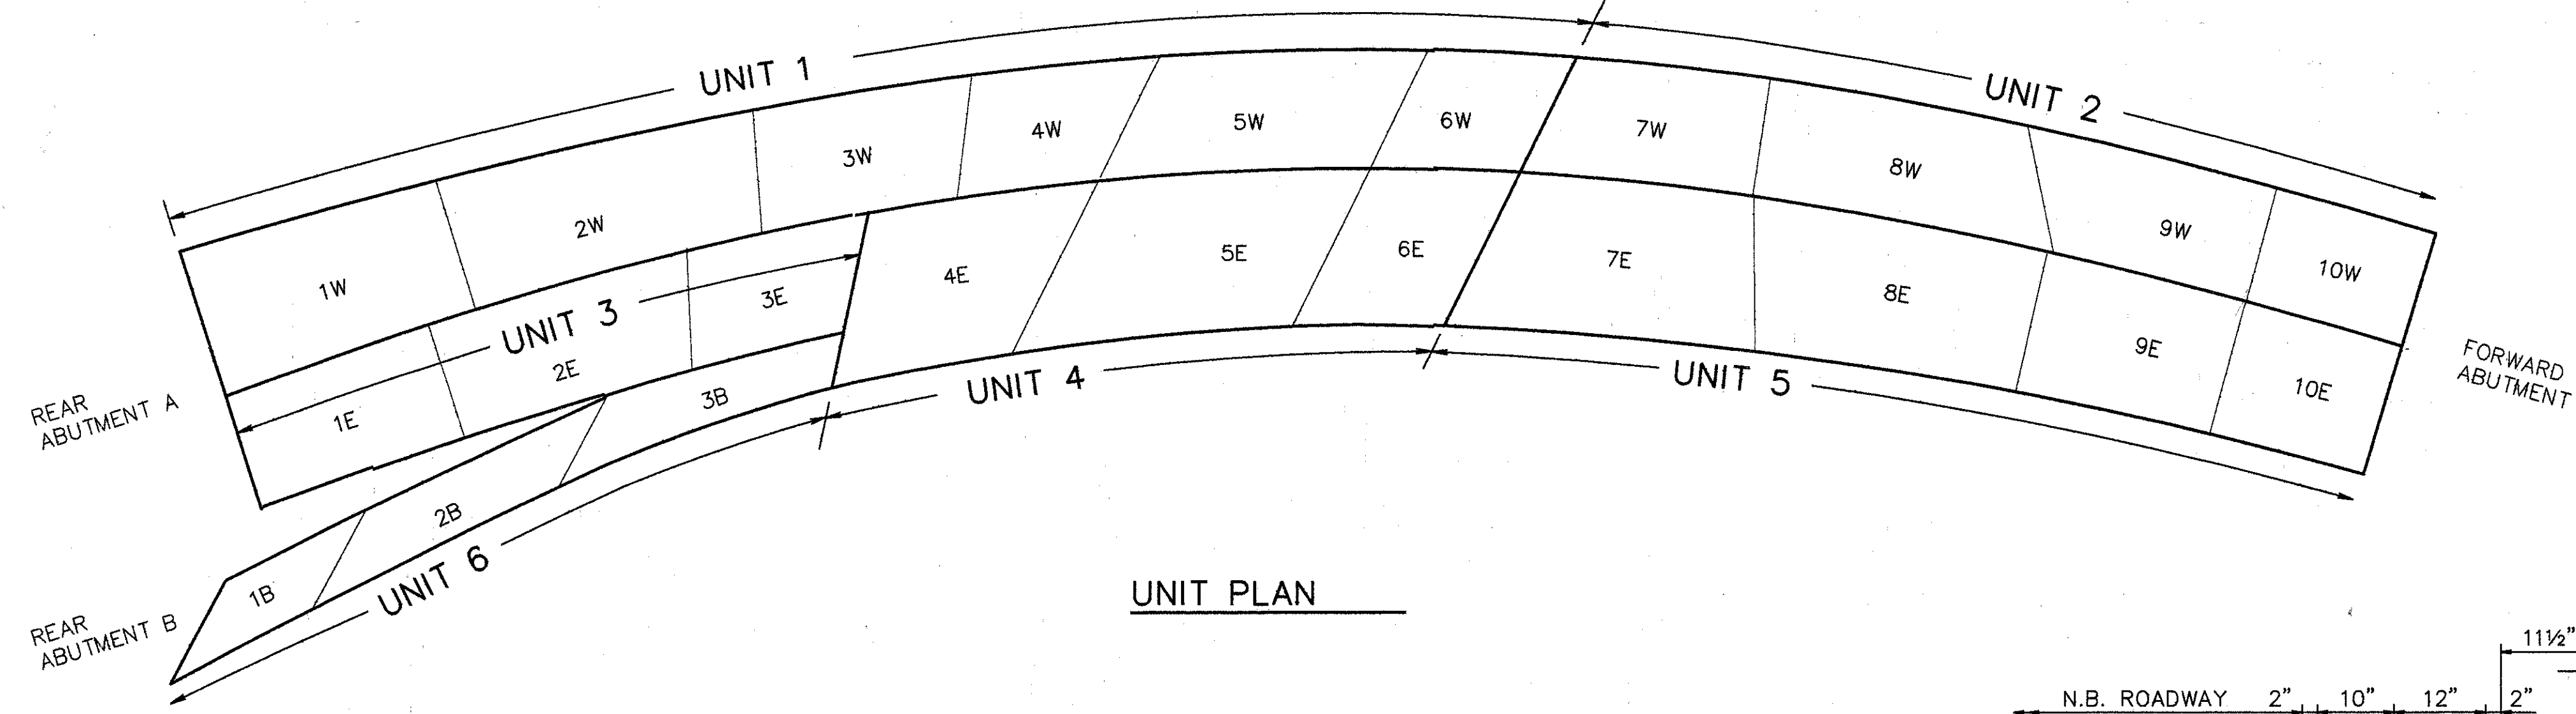 UNIT 1
UNIT 2
1W
2W
3W
4W
5W
6W
7W
8W
9W
10W
UNIT 3
1E
2E
3E
4E
5E
6E
7E
8E
9E
10E
REAR
ABUTMENT A
FORWARD
ABUTMENT
UNIT 4
UNIT 5
1B
2B
3B
UNIT 6
REAR
ABUTMENT B
UNIT PLAN
11½"
N.B. ROADWAY 2" 10" 12" 2"